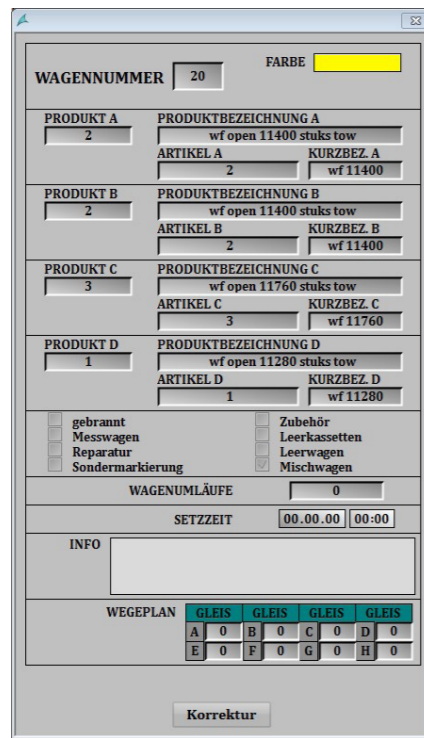 FARBE
WAGENNUMMER 20
PRODUKT A PRODUKTBEZEICHNUNG A
2 wf open 11400 stuks tow
ARTIKEL A KURZBEZ. A
2 wf 11400
PRODUKT B PRODUKTBEZEICHNUNG B
2 wf open 11400 stuks tow
ARTIKEL B KURZBEZ. B
2 wf 11400
PRODUKT C PRODUKTBEZEICHNUNG C
3 wf open 11760 stuks tow
ARTIKEL C KURZBEZ. C
3 wf 11760
PRODUKT D PRODUKTBEZEICHNUNG D
1 wf open 11280 stuks tow
ARTIKEL D KURZBEZ. D
1 wf 11280
gebrannt Zubehör
Messwagen Leerkassetten
Reparatur Leerwagen
Sondermarkierung Mischwagen
WAGENUMLÄUFE 0
SETZZEIT 00.00.00 00:00
INFO
WEGEPLAN GLEIS GLEIS GLEIS GLEIS
A 0 B 0 C 0 D 0
E 0 F 0 G 0 H 0
Korrektur